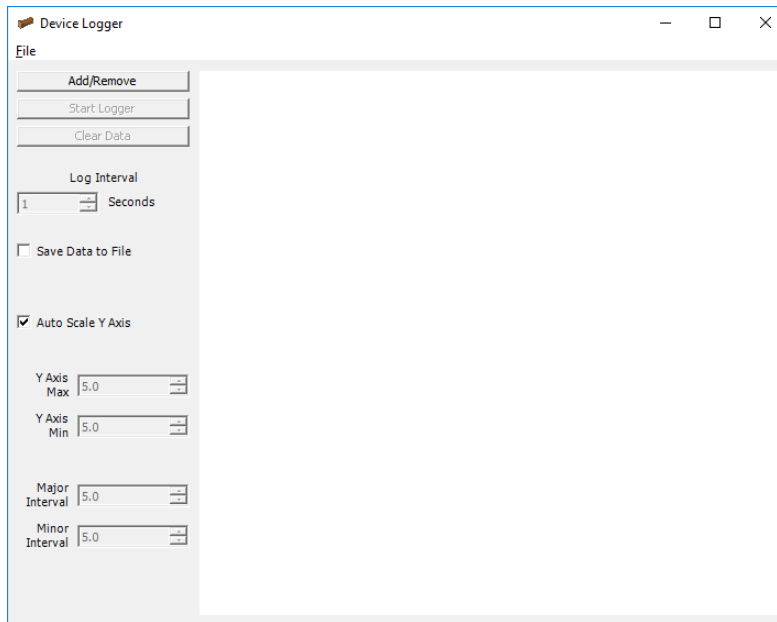 Device Logger
File
Add/Remove
Start Logger
Clear Data
Log Interval
1 Seconds
Save Data to File
Auto Scale Y Axis
Y Axis
Max 5.0
Y Axis
Min 5.0
Major
Interval 5.0
Minor
Interval 5.0